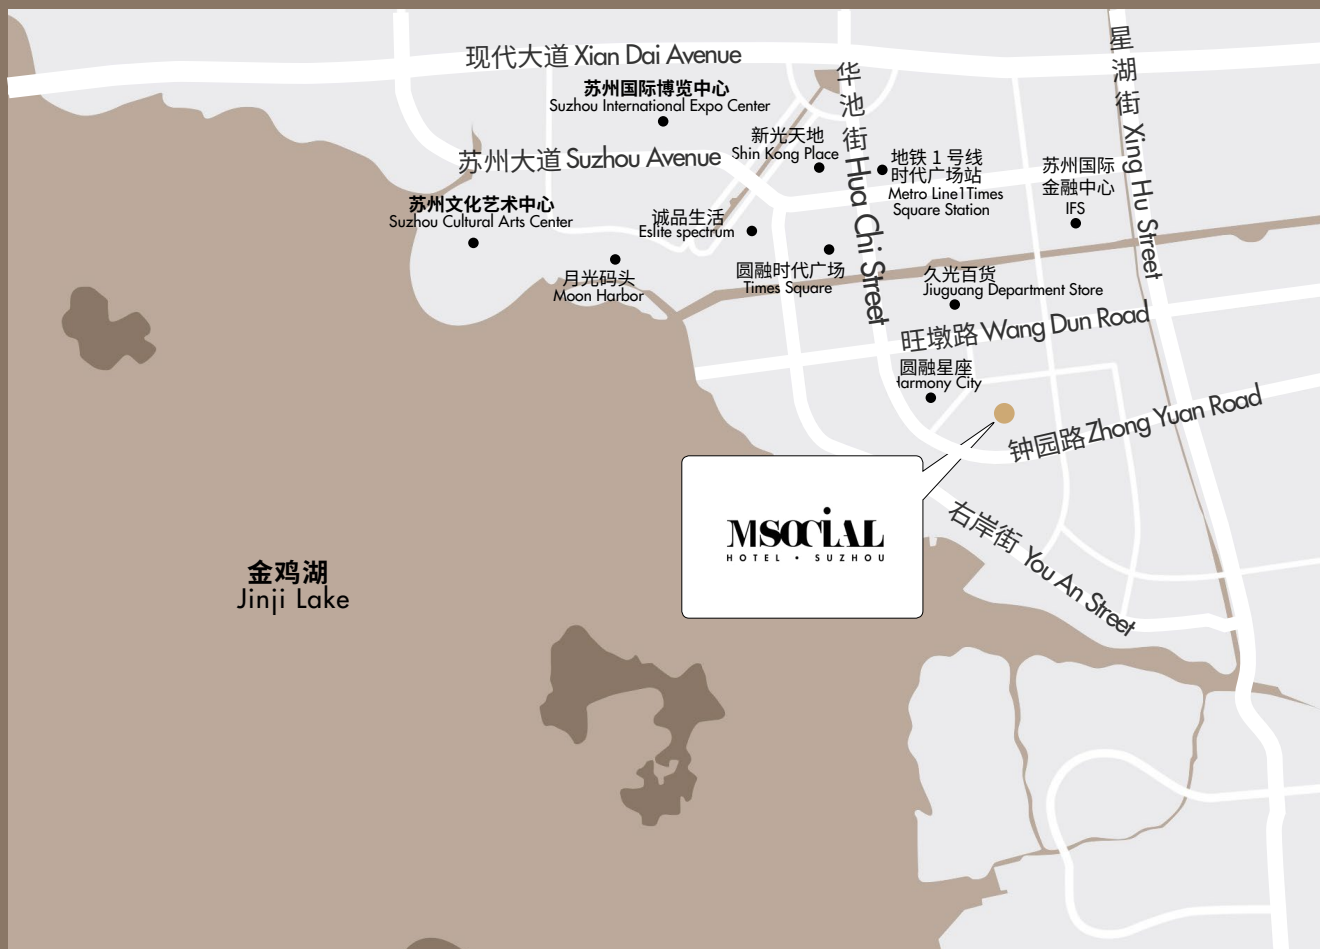 现代大道 Xian Dai Avenue
苏州国际博览中心
Suzhou International Expo Center
华池街 Hua Chi Street
星湖街 Xing Hu Street
新光天地
Shin Kong Place
苏州大道 Suzhou Avenue
地铁 1 号线
时代广场站
Metro Line1Times
Square Station
苏州国际
金融中心
IFS
苏州文化艺术中心
Suzhou Cultural Arts Center
诚品生活
Eslite spectrum
月光码头
Moon Harbor
圆融时代广场
Times Square
久光百货
Jiuguang Department Store
旺墩路 Wang Dun Road
圆融星座
Harmony City
钟园路 Zhong Yuan Road
MSOCIAL
HOTEL • SUZHOU
右岸街 You An Street
金鸡湖
Jinji Lake